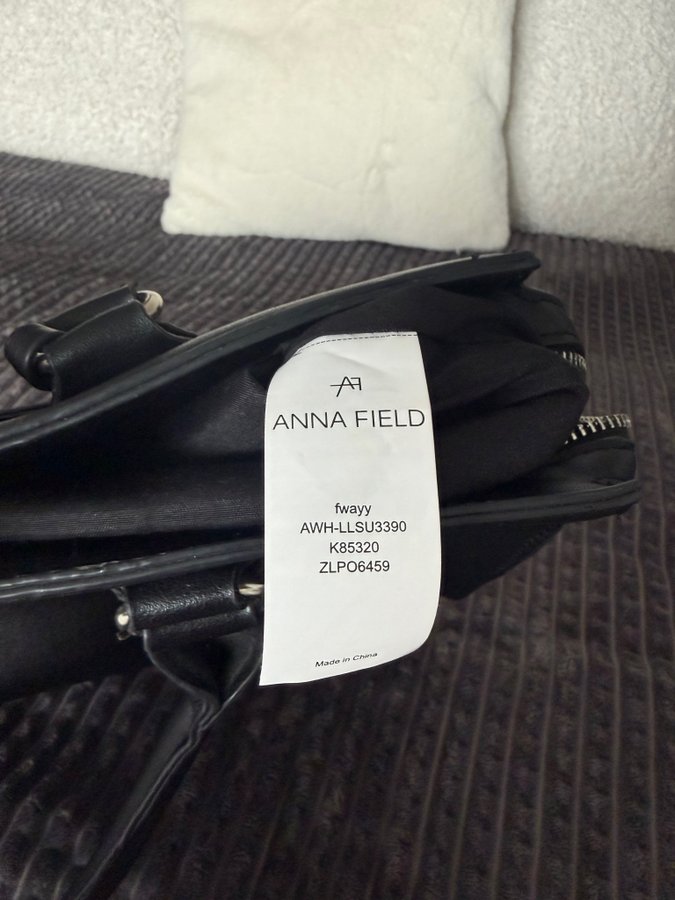 AF
ANNA FIELD
fwayy
AWH-LLSU3390
K85320
ZLPO6459
Made in China